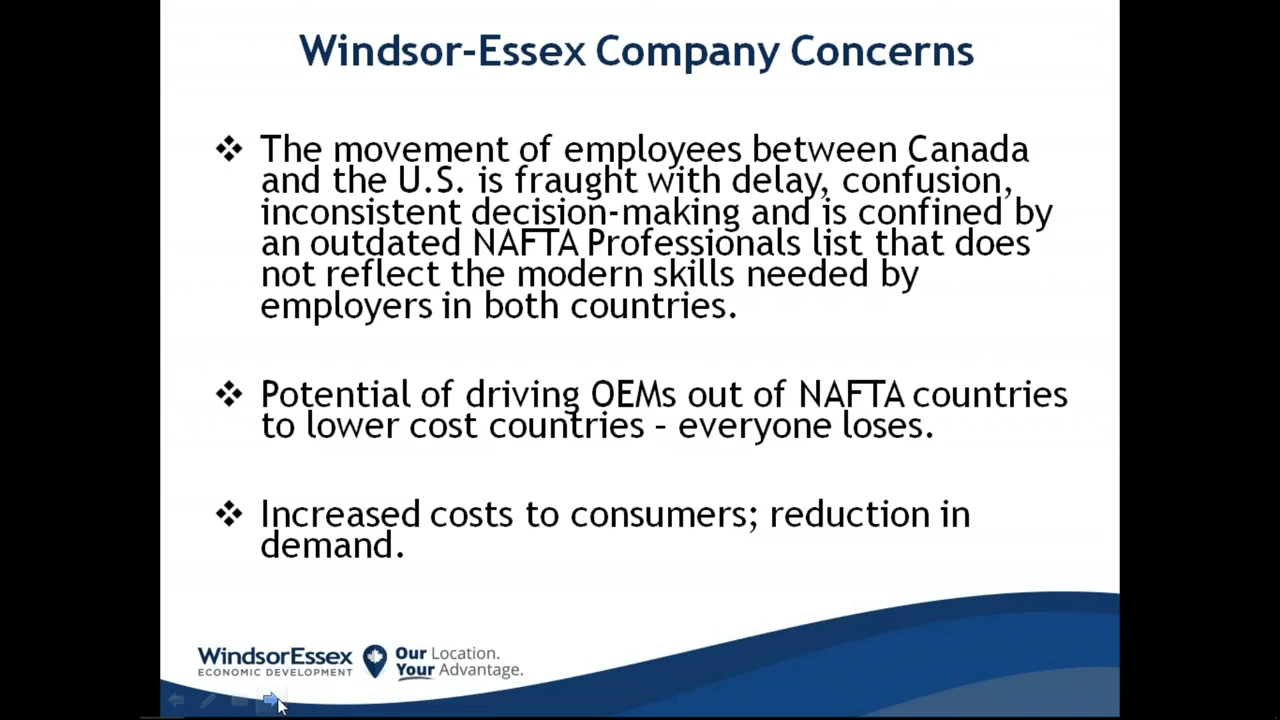 Windsor-Essex Company Concerns
❖ The movement of employees between Canada
and the U.S. is fraught with delay, confusion,
inconsistent decision-making and is confined by
an outdated NAFTA Professionals list that does
not reflect the modern skills needed by
employers in both countries.
❖ Potential of driving OEMs out of NAFTA countries
to lower cost countries – everyone loses.
❖ Increased costs to consumers; reduction in
demand.
WindsorEssex
ECONOMIC DEVELOPMENT
Our Location.
Your Advantage.